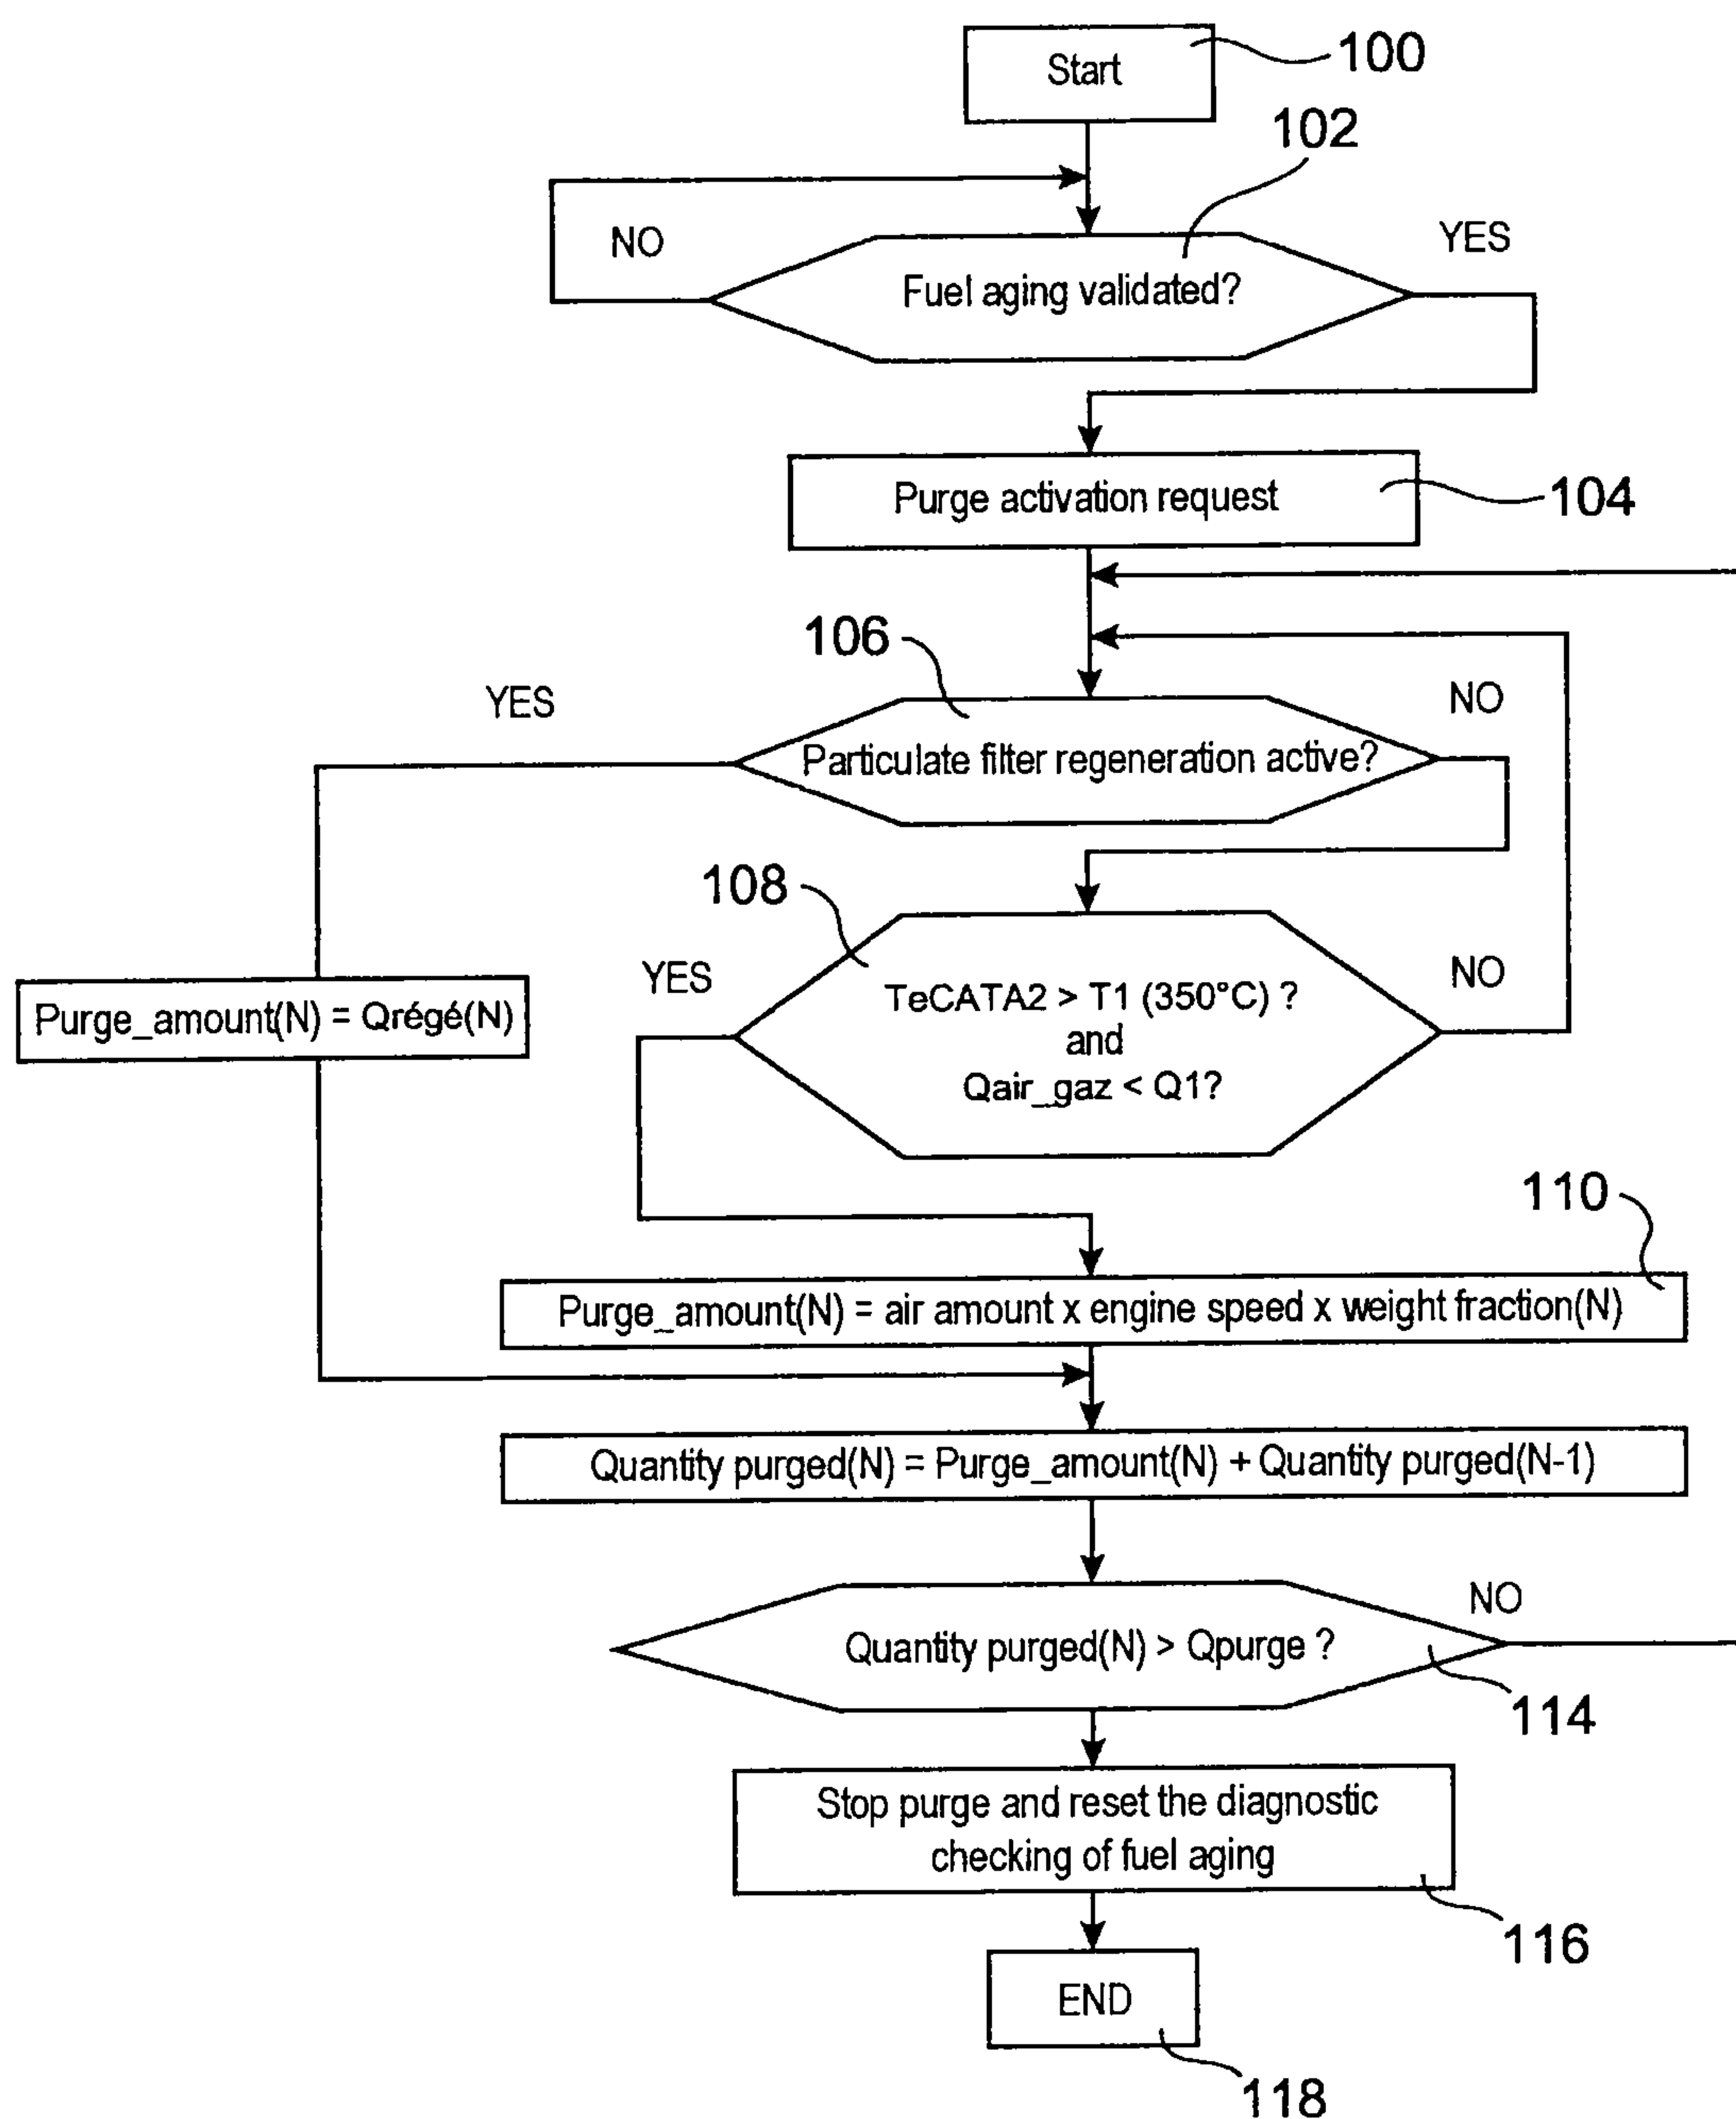 Start
100
102
NO
YES
Fuel aging validated?
Purge activation request
104
106
YES
NO
Particulate filter regeneration active?
108
YES
NO
TeCATA2 > T1 (350°C) ?
and
Qair_gaz < Q1?
Purge_amount(N) = Qrégé(N)
110
Purge_amount(N) = air amount x engine speed x weight fraction(N)
Quantity purged(N) = Purge_amount(N) + Quantity purged(N-1)
NO
Quantity purged(N) > Qpurge ?
114
Stop purge and reset the diagnostic
checking of fuel aging
116
END
118